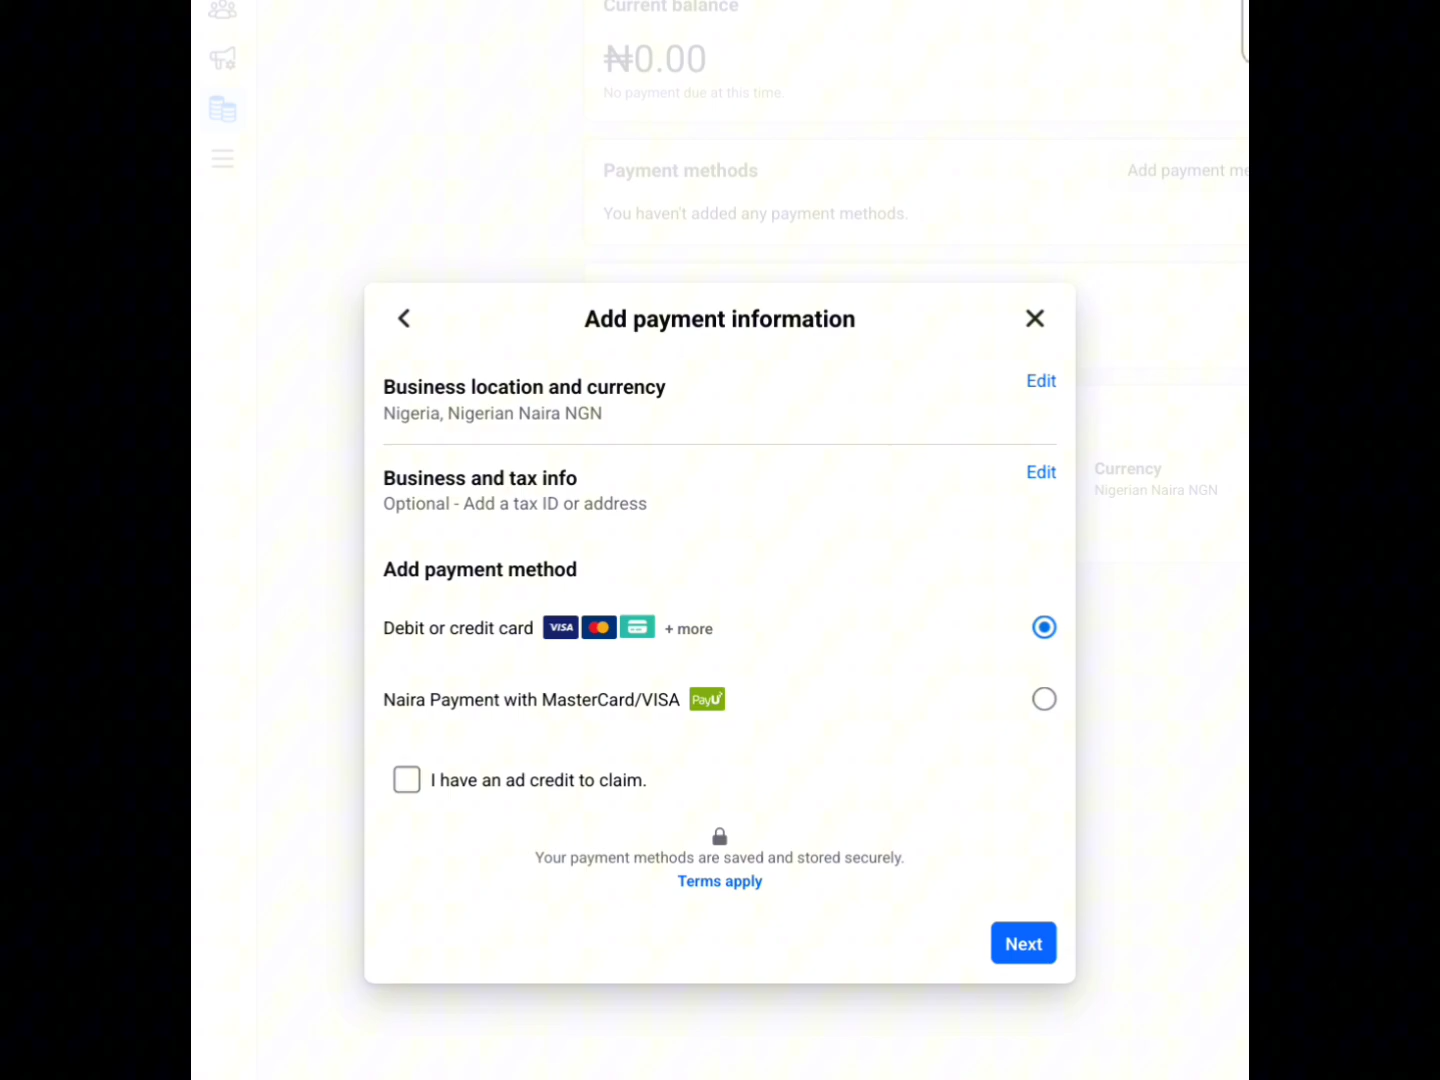 Current balance
₦0.00
No payment due at this time.
Payment methods
Add payment me
You haven't added any payment methods.
Add payment information
Business location and currency
Edit
Nigeria, Nigerian Naira NGN
Business and tax info
Edit
Optional - Add a tax ID or address
Currency
Nigerian Naira NGN
Add payment method
Debit or credit card VISA + more
Naira Payment with MasterCard/VISA PayU
I have an ad credit to claim.
Your payment methods are saved and stored securely.
Terms apply
Next